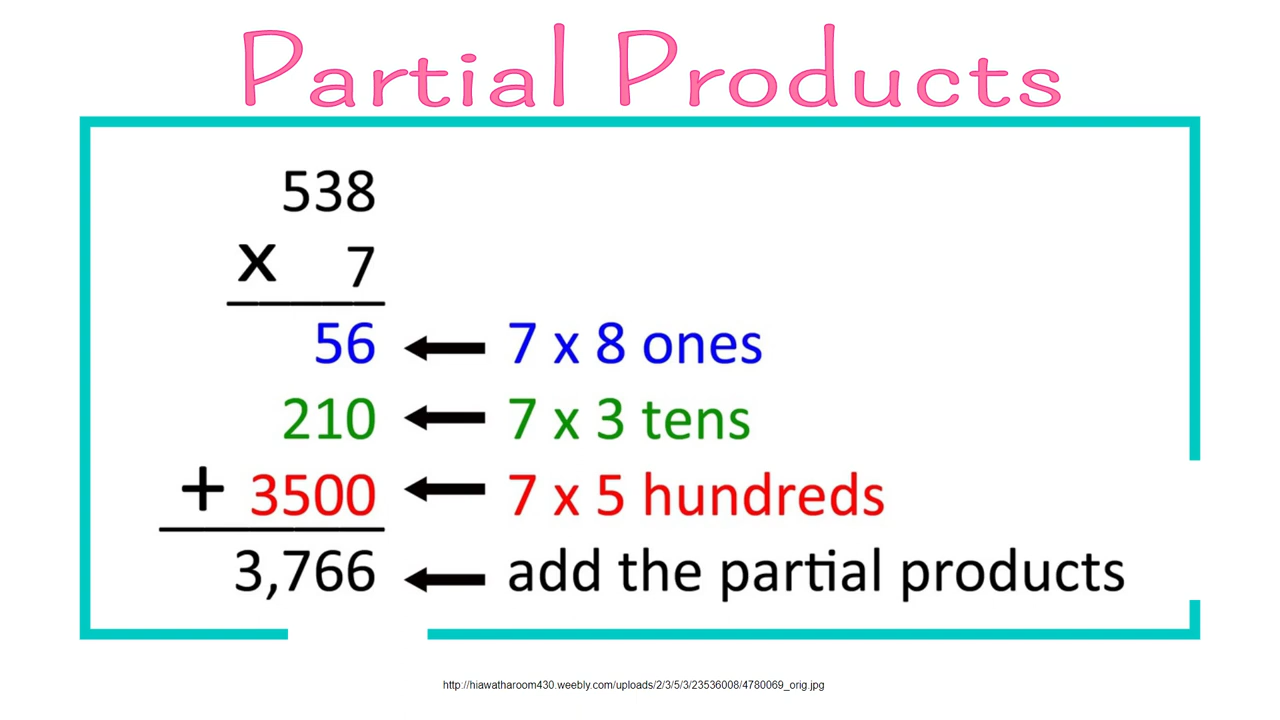 Partial Products
538
x 7
56 ← 7 x 8 ones
210 ← 7 x 3 tens
+ 3500 ← 7 x 5 hundreds
3,766 ← add the partial products
http://hiawatharoom430.weebly.com/uploads/2/3/5/3/23536008/4780069_orig.jpg